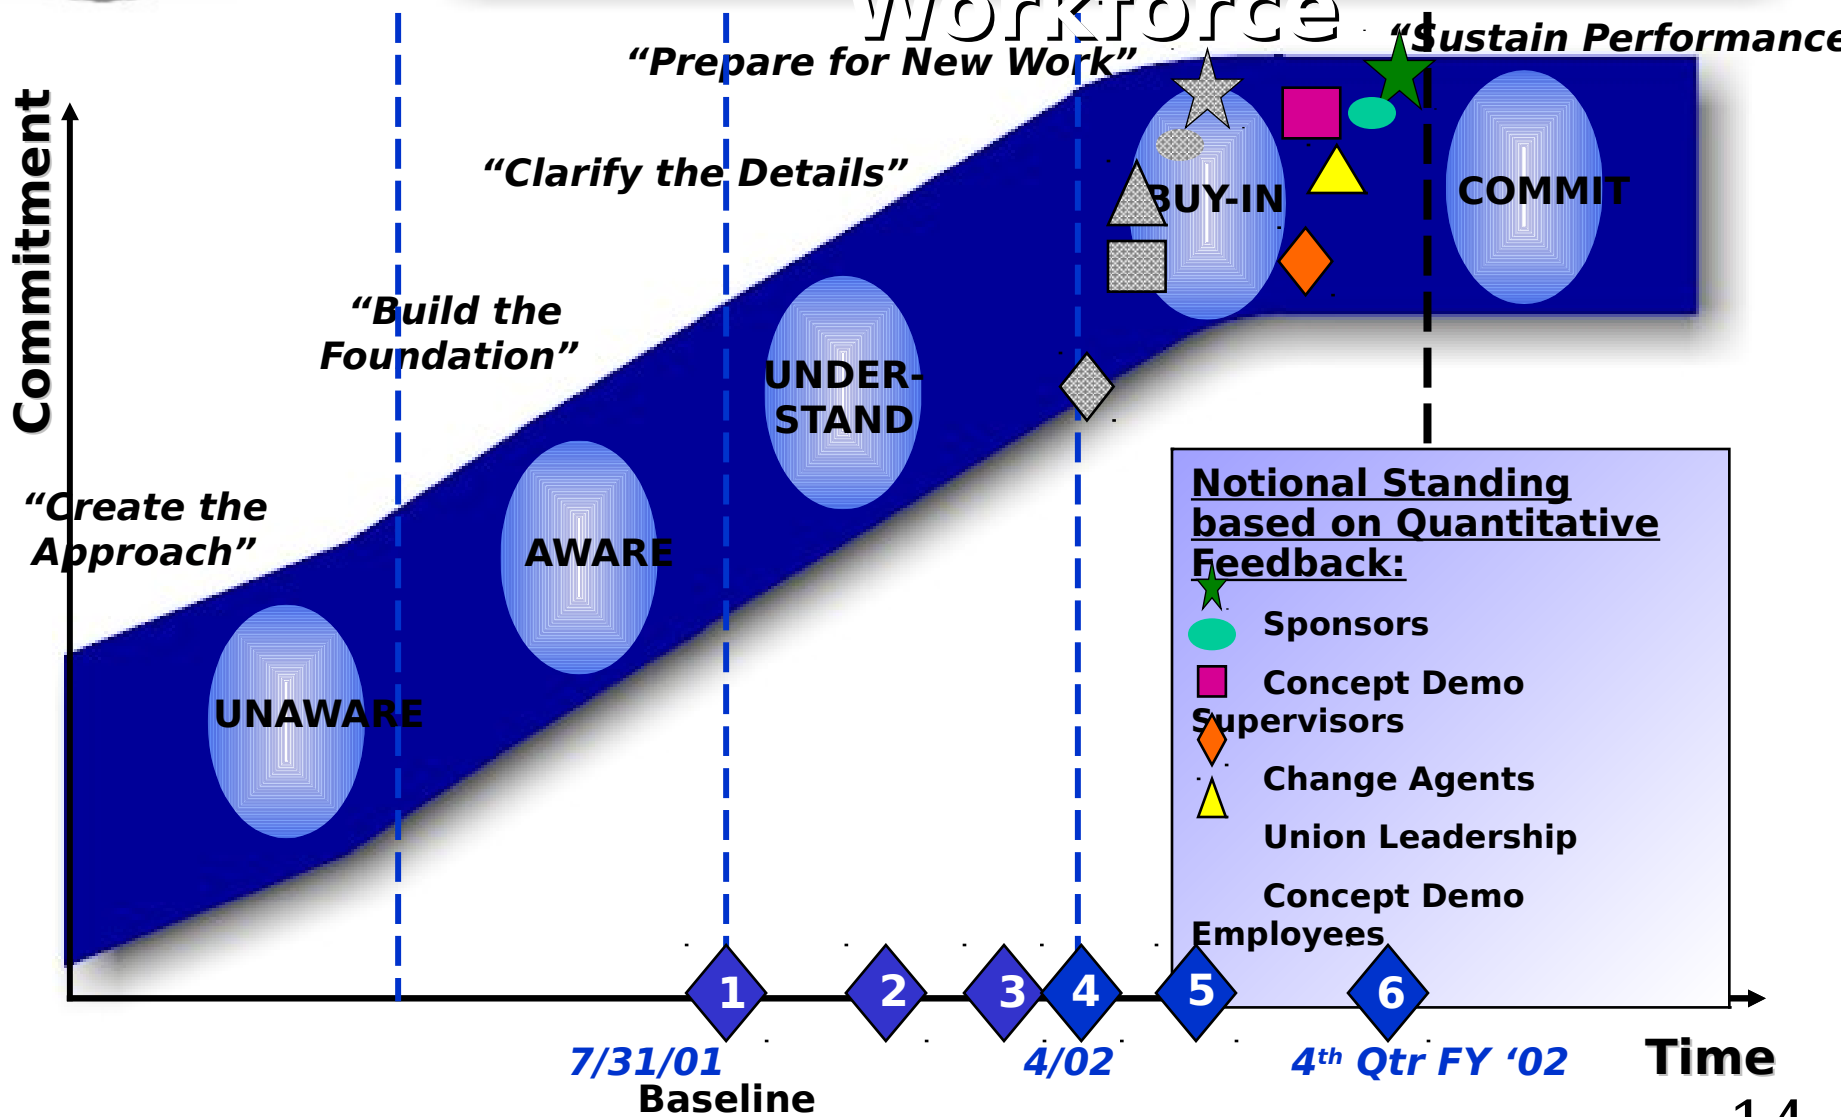 Workforce
“Sustain Performance
“Prepare for New Work”
Commitment
“Clarify the Details”
BUY-IN
COMMIT
“Build the
Foundation”
UNDER-
STAND
“Create the
Approach”
AWARE
UNAWARE
Notional Standing
based on Quantitative
Feedback:
Sponsors
Concept Demo
Supervisors
Change Agents
Union Leadership
Concept Demo
Employees
1 2 3 4 5 6
7/31/01 4/02 4th Qtr FY ‘02 Time
Baseline
14